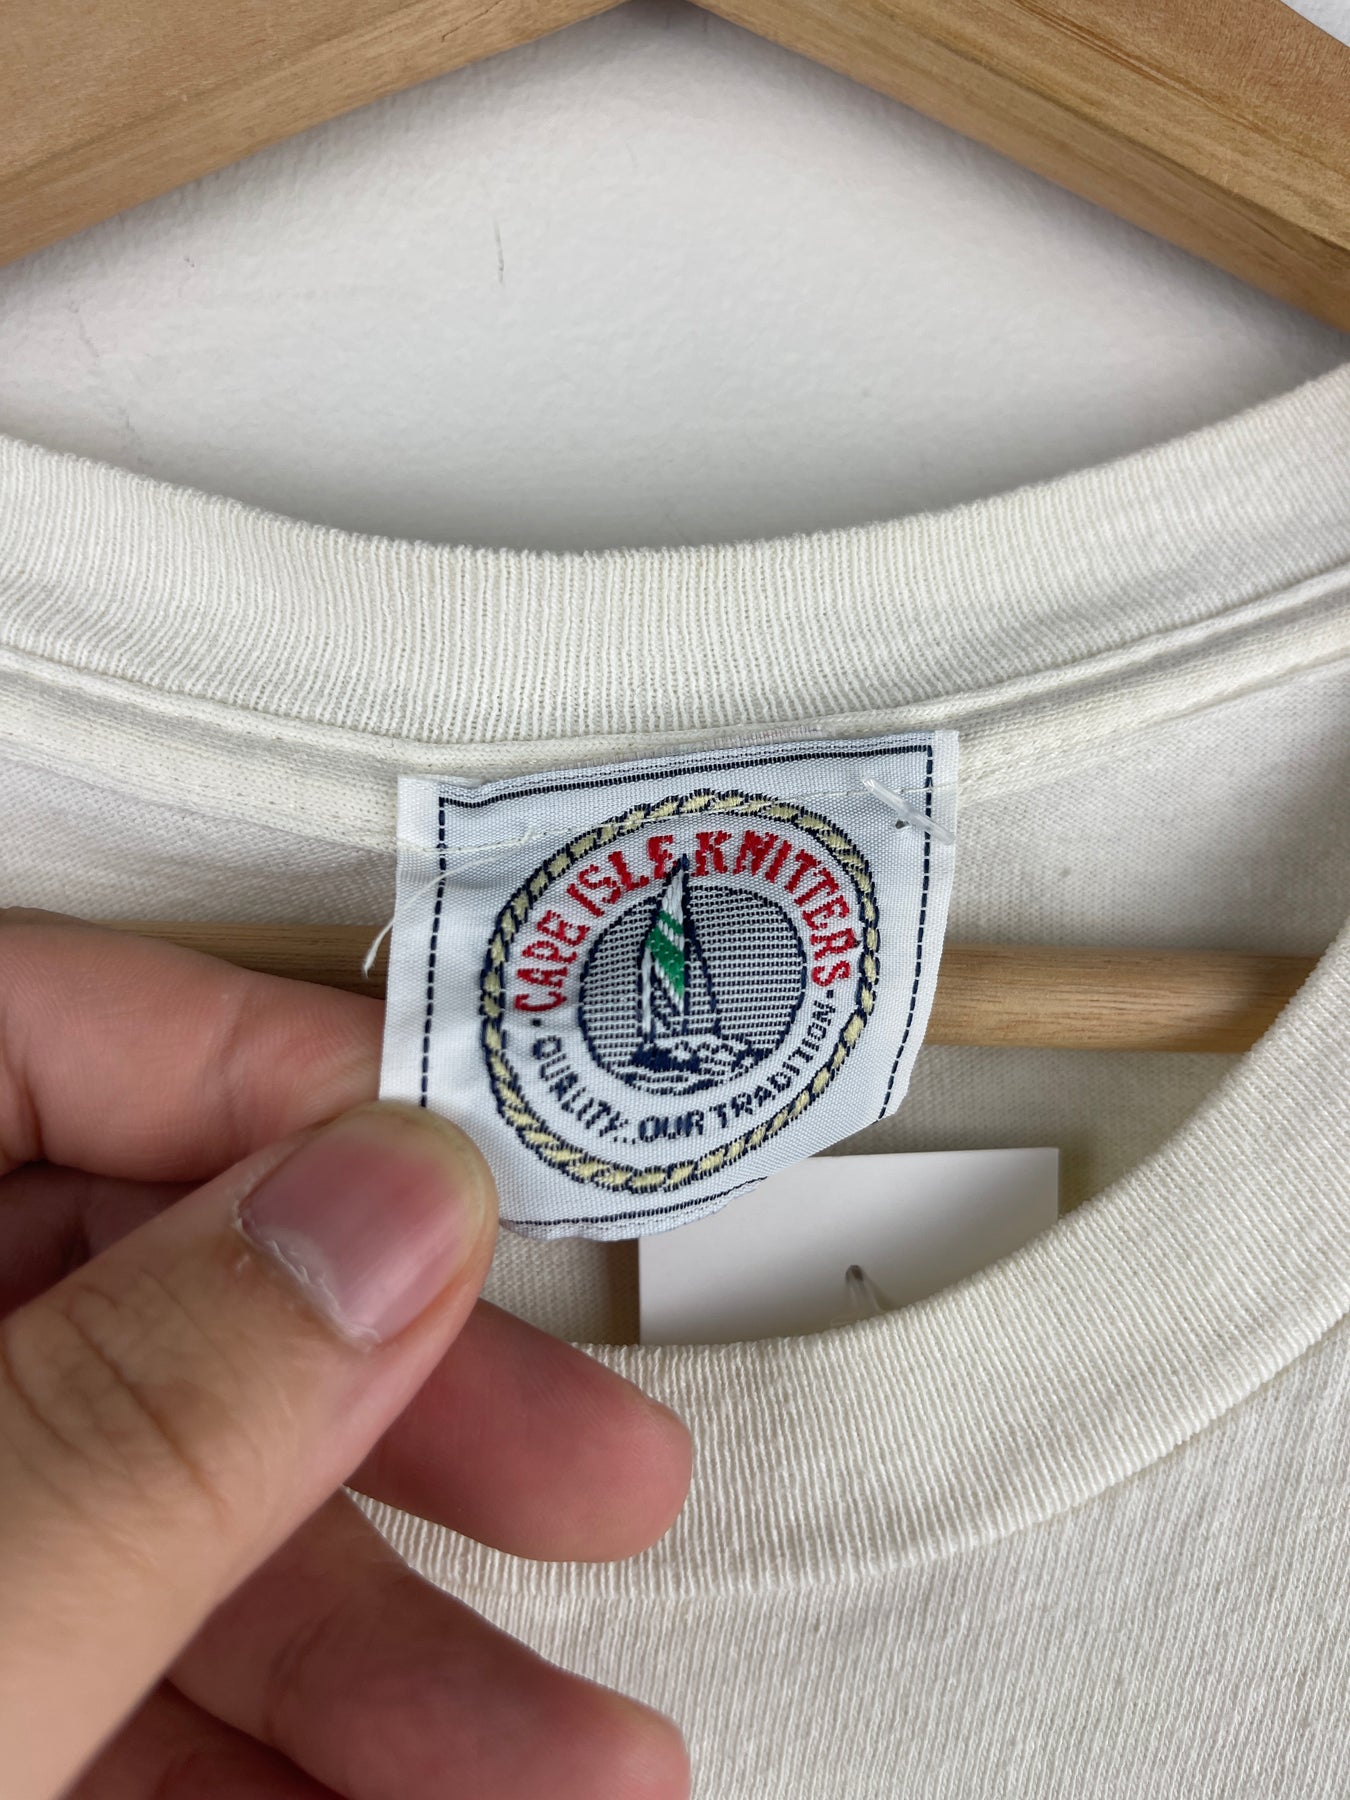 · CAPE ISLE KNITTERS ·
QUALITY...OUR TRADITION